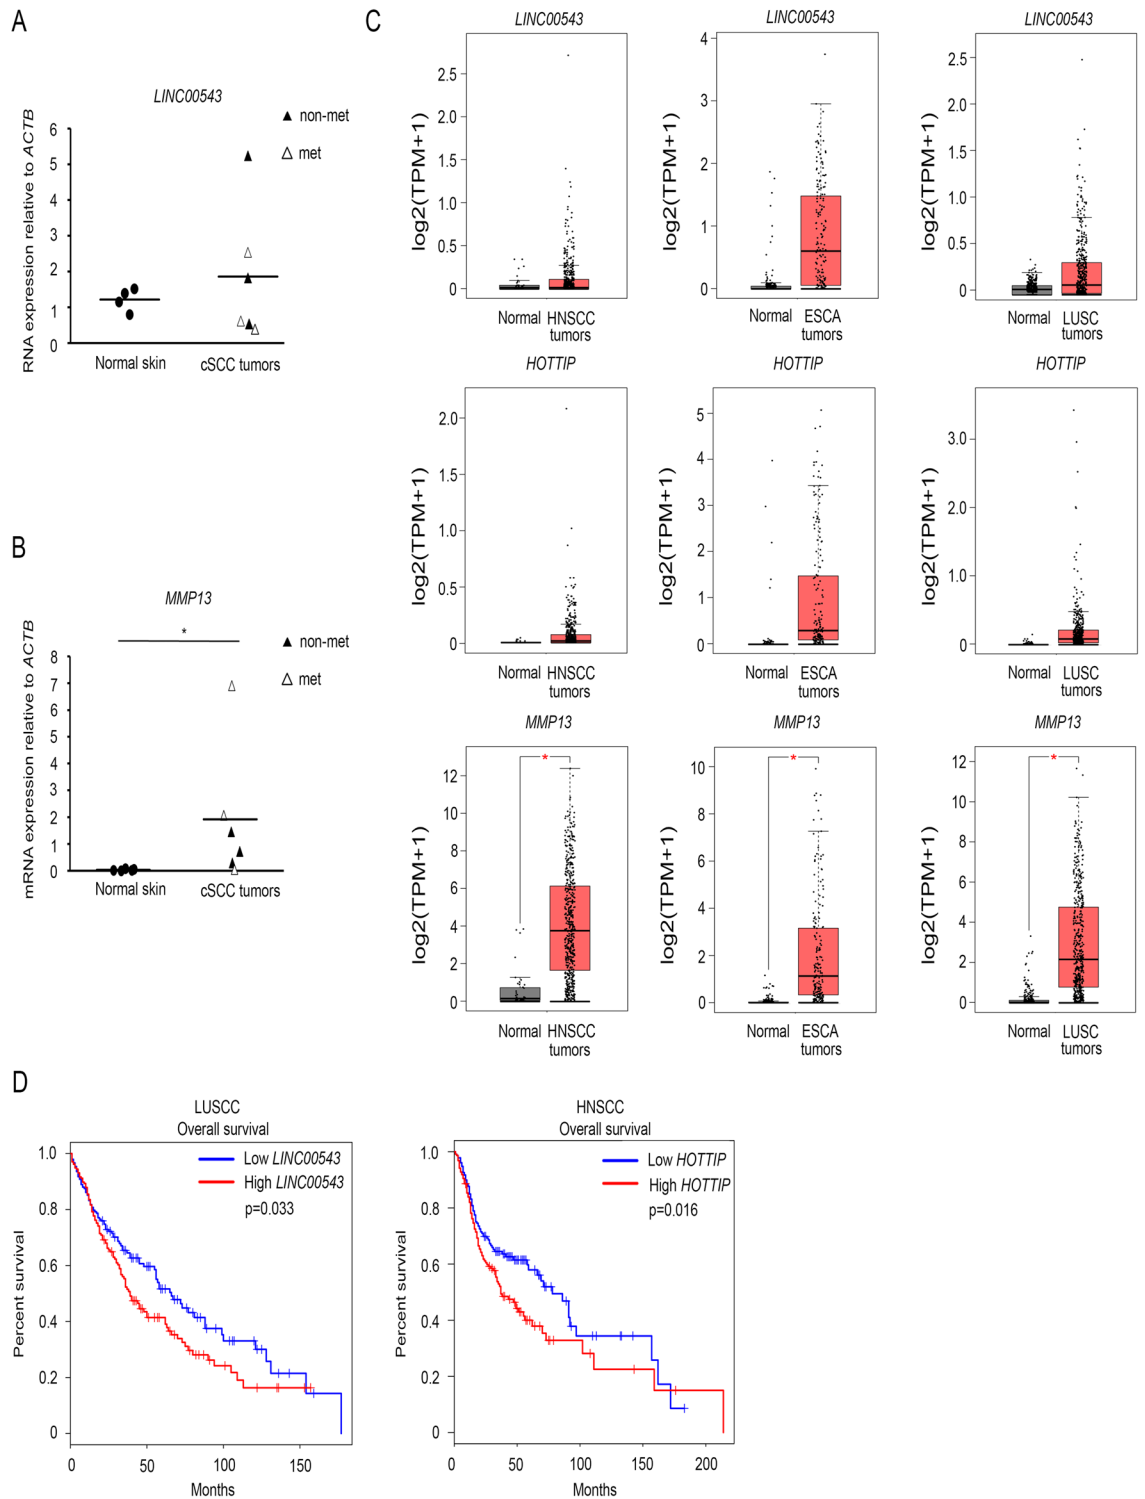 A
LINC00543
RNA expression relative to ACTB
6
5
4
3
2
1
0
Normal skin
cSCC tumors
non-met
met
B
MMP13
*
mRNA expression relative to ACTB
8
7
6
5
4
3
2
1
0
Normal skin
cSCC tumors
non-met
met
C
LINC00543
log2(TPM+1)
2.5
2.0
1.5
1.0
0.5
0
Normal
HNSCC
tumors
LINC00543
log2(TPM+1)
4
3
2
1
0
Normal
ESCA
tumors
LINC00543
log2(TPM+1)
2.5
2.0
1.5
1.0
0.5
0
Normal
LUSC
tumors
HOTTIP
log2(TPM+1)
2.0
1.5
1.0
0.5
0
Normal
HNSCC
tumors
HOTTIP
log2(TPM+1)
5
4
3
2
1
0
Normal
ESCA
tumors
HOTTIP
log2(TPM+1)
3.0
2.0
1.0
0
Normal
LUSC
tumors
MMP13
*
log2(TPM+1)
12
10
8
6
4
2
0
Normal
HNSCC
tumors
MMP13
*
log2(TPM+1)
10
8
6
4
2
0
Normal
ESCA
tumors
MMP13
*
log2(TPM+1)
12
10
8
6
4
2
0
Normal
LUSC
tumors
D
LUSCC
Overall survival
Low LINC00543
High LINC00543
p=0.033
Percent survival
1.0
0.8
0.6
0.4
0.2
0
0
50
100
150
Months
HNSCC
Overall survival
Low HOTTIP
High HOTTIP
p=0.016
Percent survival
1.0
0.8
0.6
0.4
0.2
0
0
50
100
150
200
Months